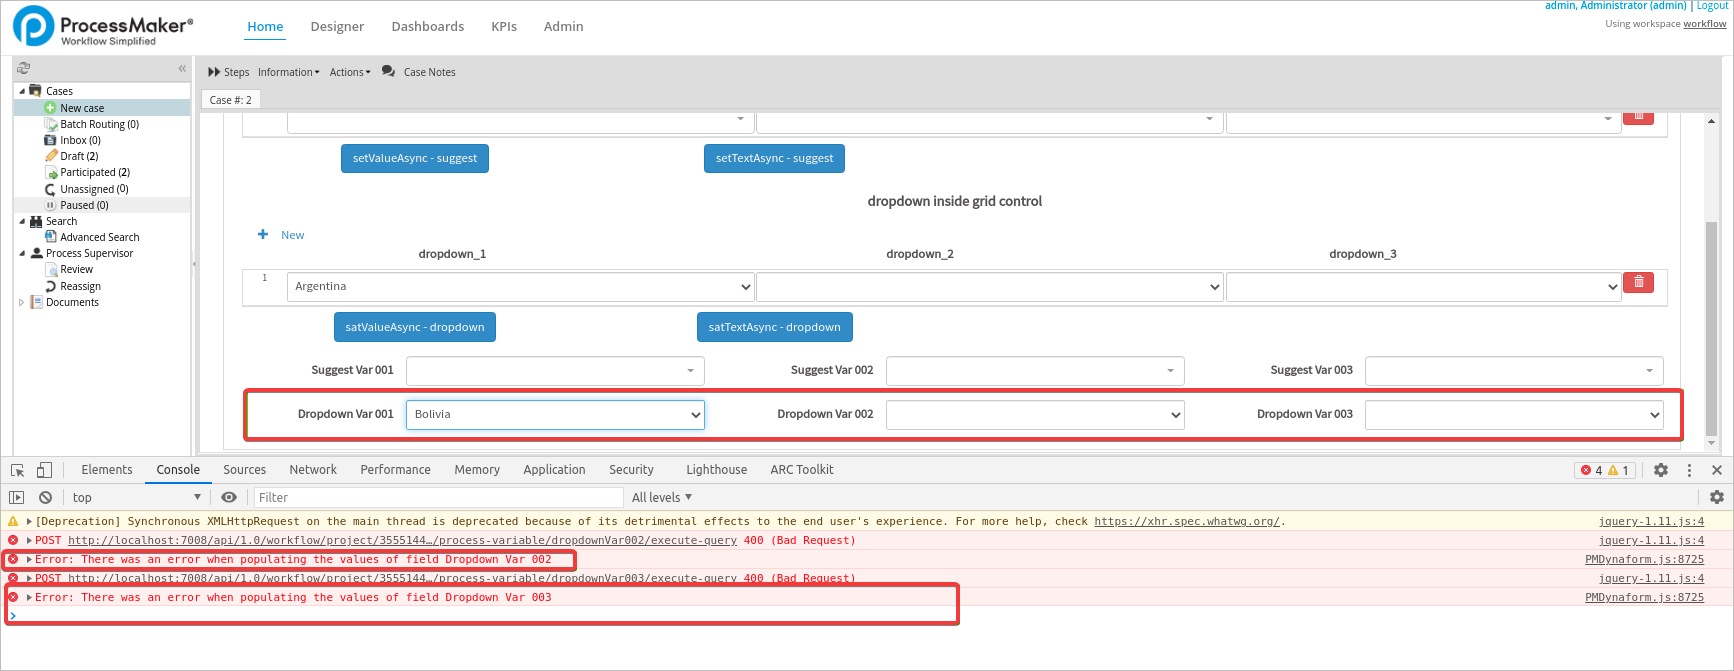 admin, Administrator (admin) | Logout
ProcessMaker®
Workflow Simplified
Home Designer Dashboards KPIs Admin
Using workspace workflow
Steps Information Actions Case Notes
Cases
Case #: 2
New case
Batch Routing (0)
Inbox (0)
Draft (2)
Participated (2)
Unassigned (0)
Paused (0)
Search
Advanced Search
Process Supervisor
Review
Reassign
Documents
setValueAsync - suggest setTextAsync - suggest
dropdown inside grid control
New
dropdown_1 dropdown_2 dropdown_3
1 Argentina
satValueAsync - dropdown satTextAsync - dropdown
Suggest Var 001 Suggest Var 002 Suggest Var 003
Dropdown Var 001 Bolivia Dropdown Var 002 Dropdown Var 003
Elements Console Sources Network Performance Memory Application Security Lighthouse ARC Toolkit 4 1
top Filter All levels
[Deprecation] Synchronous XMLHttpRequest on the main thread is deprecated because of its detrimental effects to the end user's experience. For more help, check https://xhr.spec.whatwg.org/. jquery-1.11.js:4
POST http://localhost:7008/api/1.0/workflow/project/3555144…/process-variable/dropdownVar002/execute-query 400 (Bad Request) jquery-1.11.js:4
Error: There was an error when populating the values of field Dropdown Var 002 PMDynaform.js:8725
POST http://localhost:7008/api/1.0/workflow/project/3555144…/process-variable/dropdownVar003/execute-query 400 (Bad Request) jquery-1.11.js:4
Error: There was an error when populating the values of field Dropdown Var 003 PMDynaform.js:8725